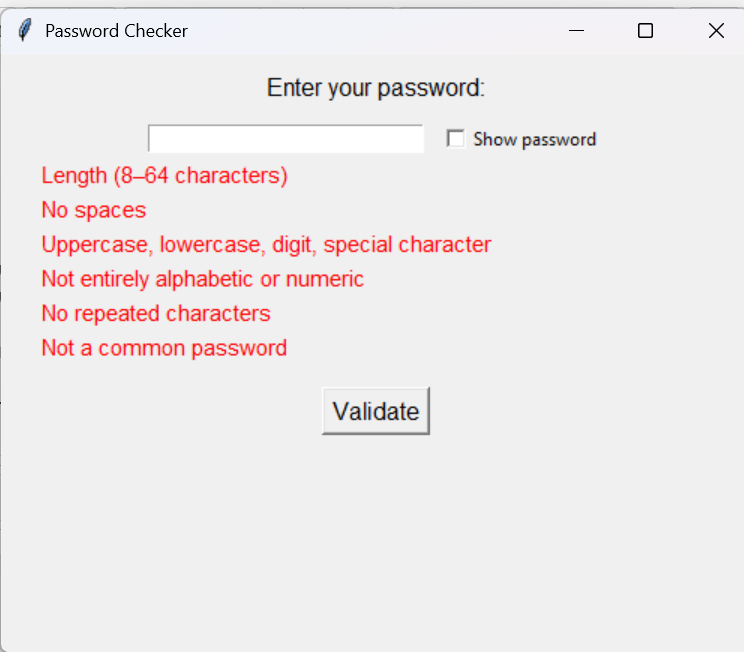 Password Checker
Enter your password:
Show password
Length (8–64 characters)
No spaces
Uppercase, lowercase, digit, special character
Not entirely alphabetic or numeric
No repeated characters
Not a common password
Validate